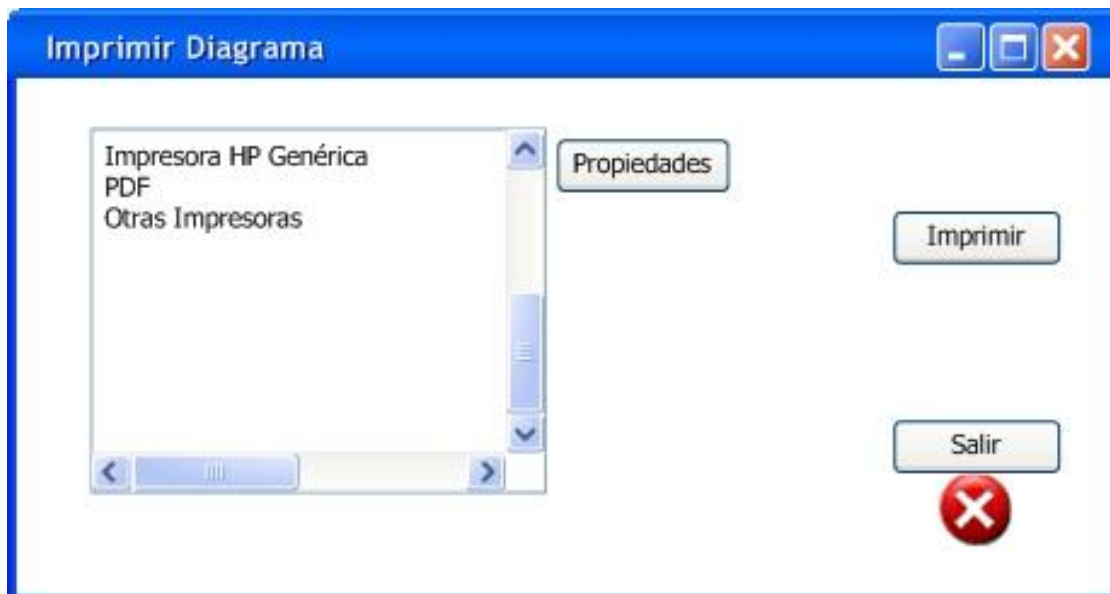 Imprimir Diagrama
Impresora HP Genérica
PDF
Otras Impresoras
Propiedades
Imprimir
Salir